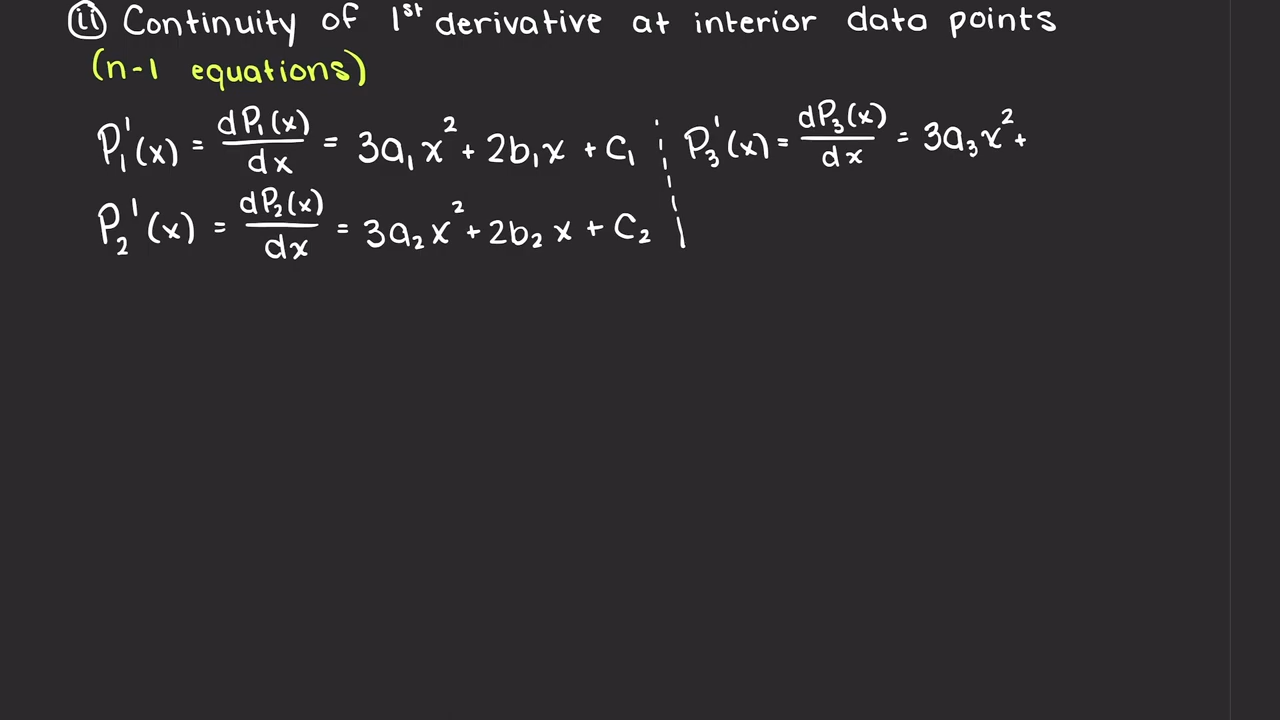 (ii) Continuity of 1st derivative at interior data points
(n-1 equations)
P₁'(x) = dP₁(x)/dx = 3a₁x² + 2b₁x + C₁
P₂'(x) = dP₂(x)/dx = 3a₂x² + 2b₂x + C₂
P₃'(x) = dP₃(x)/dx = 3a₃x² +